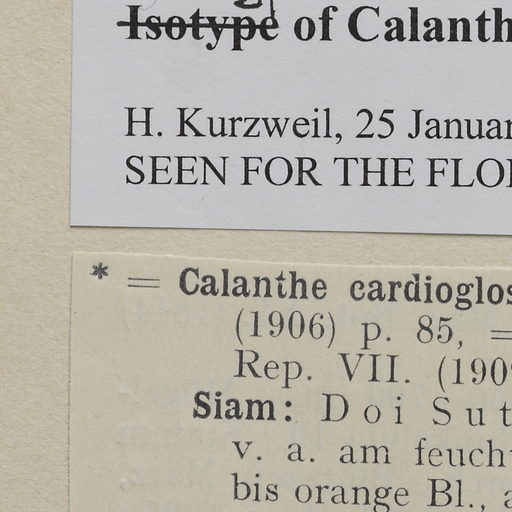 Isotype of Calanth
H. Kurzweil, 25 Januar
SEEN FOR THE FLO
* = Calanthe cardioglos
(1906) p. 85, =
Rep. VII. (190
Siam: Doi Sut
v. a. am feucht
bis orange Bl., a